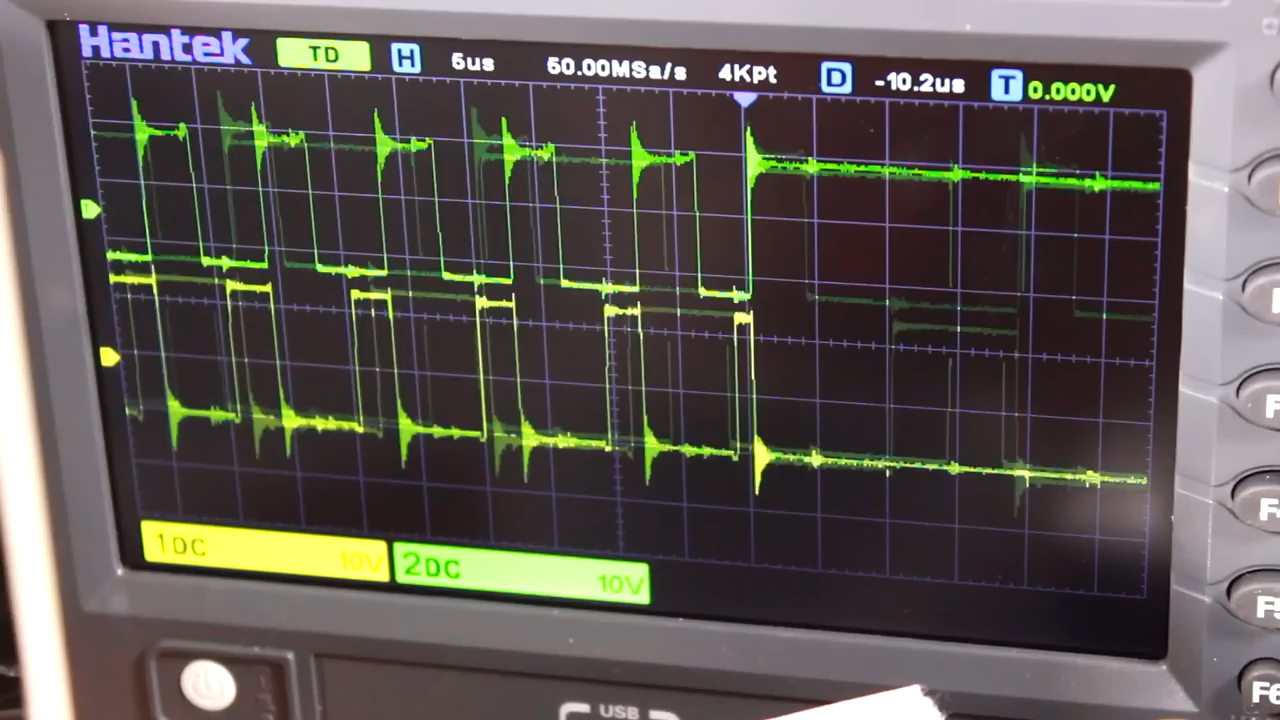 Hantek TD H 5us 50.00MSa/s 4Kpt D -10.2us T 0.000V
1DC 10V 2DC 10V
USB
F6